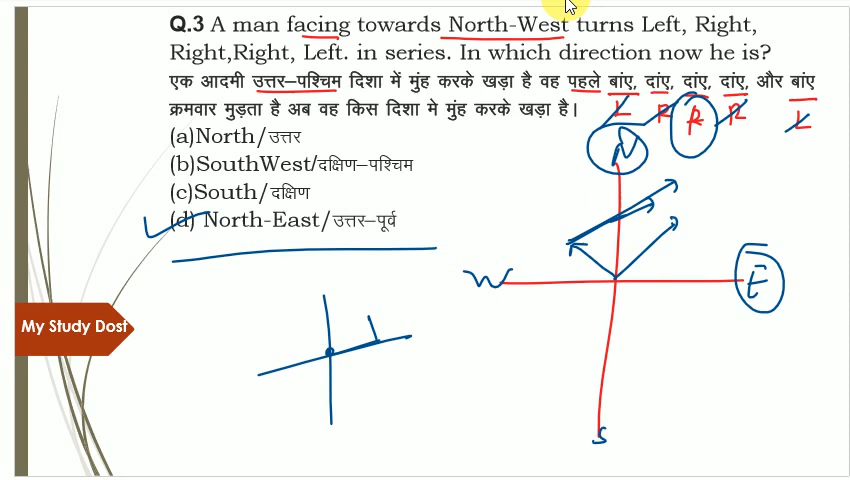 Q.3 A man facing towards North-West turns Left, Right,
Right,Right, Left. in series. In which direction now he is?
एक आदमी उत्तर–पश्चिम दिशा में मुंह करके खड़ा है वह पहले बांए, दांए, दांए, दांए, और बांए
क्रमवार मुड़ता है अब वह किस दिशा मे मुंह करके खड़ा है।
L R R R L
(a)North/उत्तर
N
(b)SouthWest/दक्षिण–पश्चिम
(c)South/दक्षिण
(d) North-East/उत्तर–पूर्व
W E
My Study Dost
S